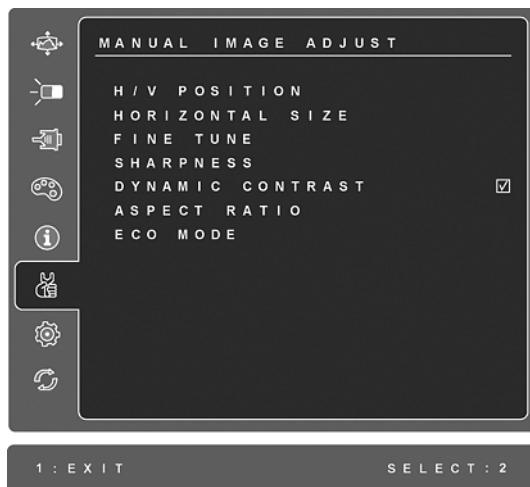 MANUAL IMAGE ADJUST
H/V POSITION
HORIZONTAL SIZE
FINE TUNE
SHARPNESS
DYNAMIC CONTRAST
ASPECT RATIO
ECO MODE
1:EXIT SELECT:2